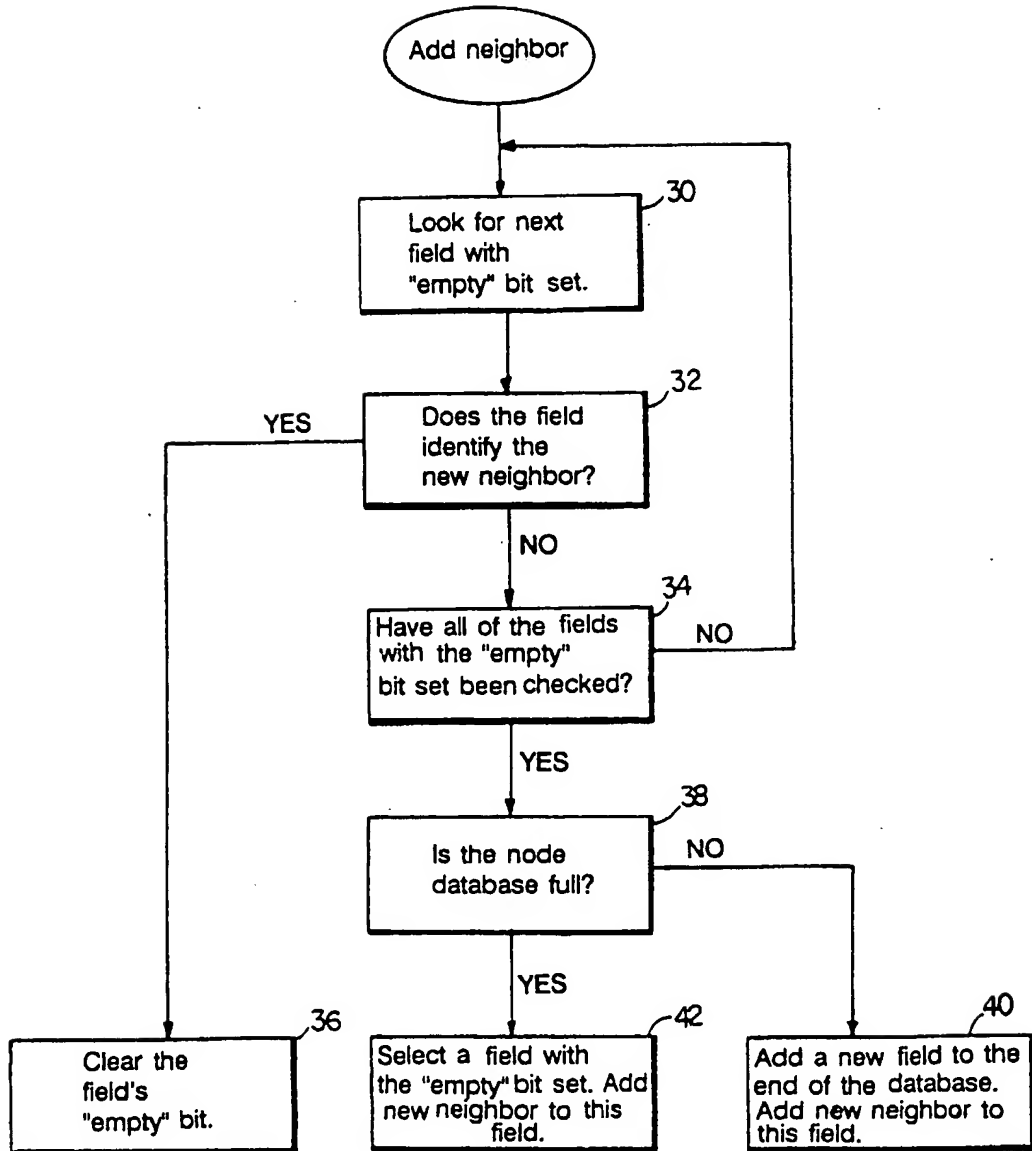 Add neighbor
30
Look for next
field with
"empty" bit set.
32
YES
Does the field
identify the
new neighbor?
NO
34
Have all of the fields
with the "empty"
bit set been checked?
NO
YES
38
Is the node
database full?
NO
YES
36
Clear the
field's
"empty" bit.
42
Select a field with
the "empty" bit set. Add
new neighbor to this
field.
40
Add a new field to the
end of the database.
Add new neighbor to
this field.